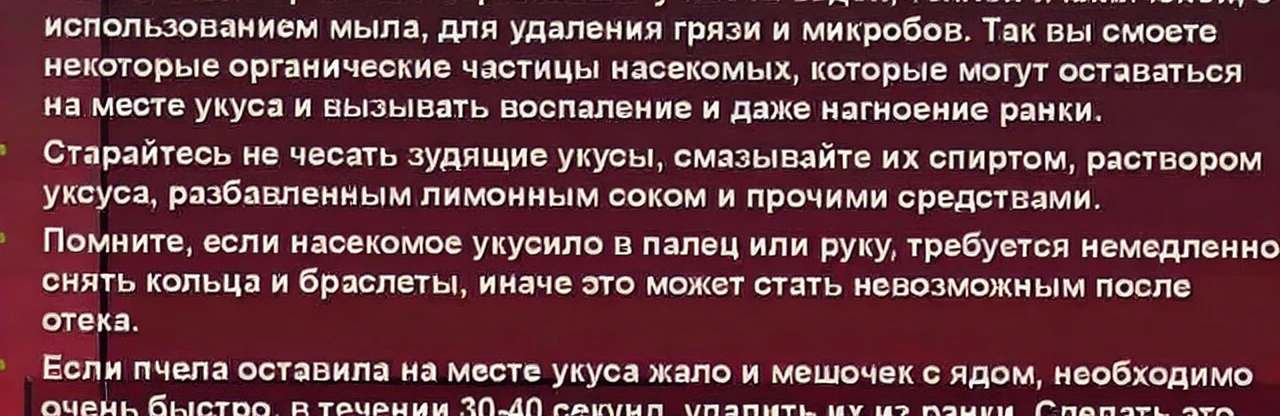 использованием мыла, для удаления грязи и микробов. Так вы смоете
некоторые органические частицы насекомых, которые могут оставаться
на месте укуса и вызывать воспаление и даже нагноение ранки.
Старайтесь не чесать зудящие укусы, смазывайте их спиртом, раствором
уксуса, разбавленным лимонным соком и прочими средствами.
Помните, если насекомое укусило в палец или руку, требуется немедленно
снять кольца и браслеты, иначе это может стать невозможным после
отека.
Если пчела оставила на месте укуса жало и мешочек с ядом, необходимо
очень быстро, в течении 30-40 секунд, удалить их из ранки. Сделать это